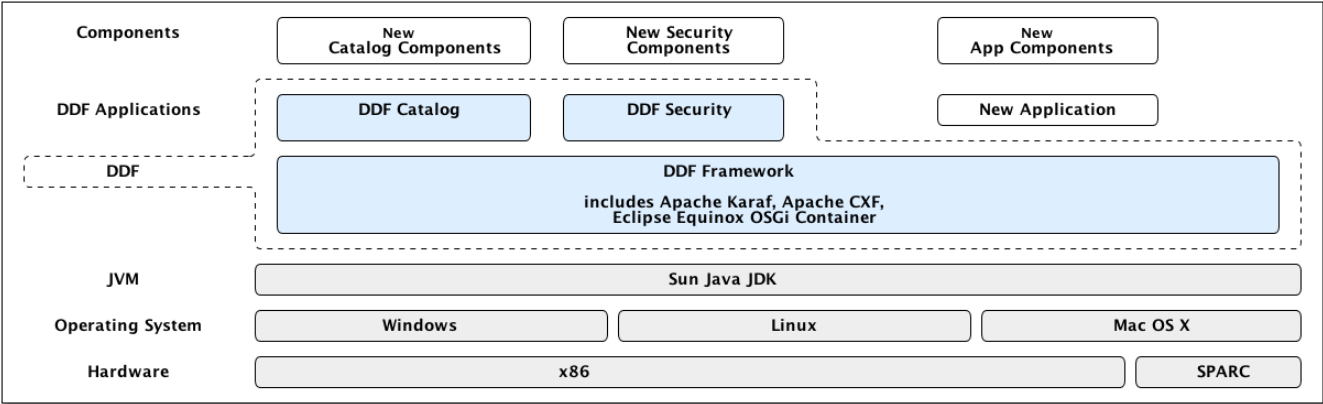 Components
New
Catalog Components
New Security
Components
New
App Components
DDF Applications
DDF Catalog
DDF Security
New Application
DDF
DDF Framework
includes Apache Karaf, Apache CXF,
Eclipse Equinox OSGi Container
JVM
Sun Java JDK
Operating System
Windows
Linux
Mac OS X
Hardware
x86
SPARC